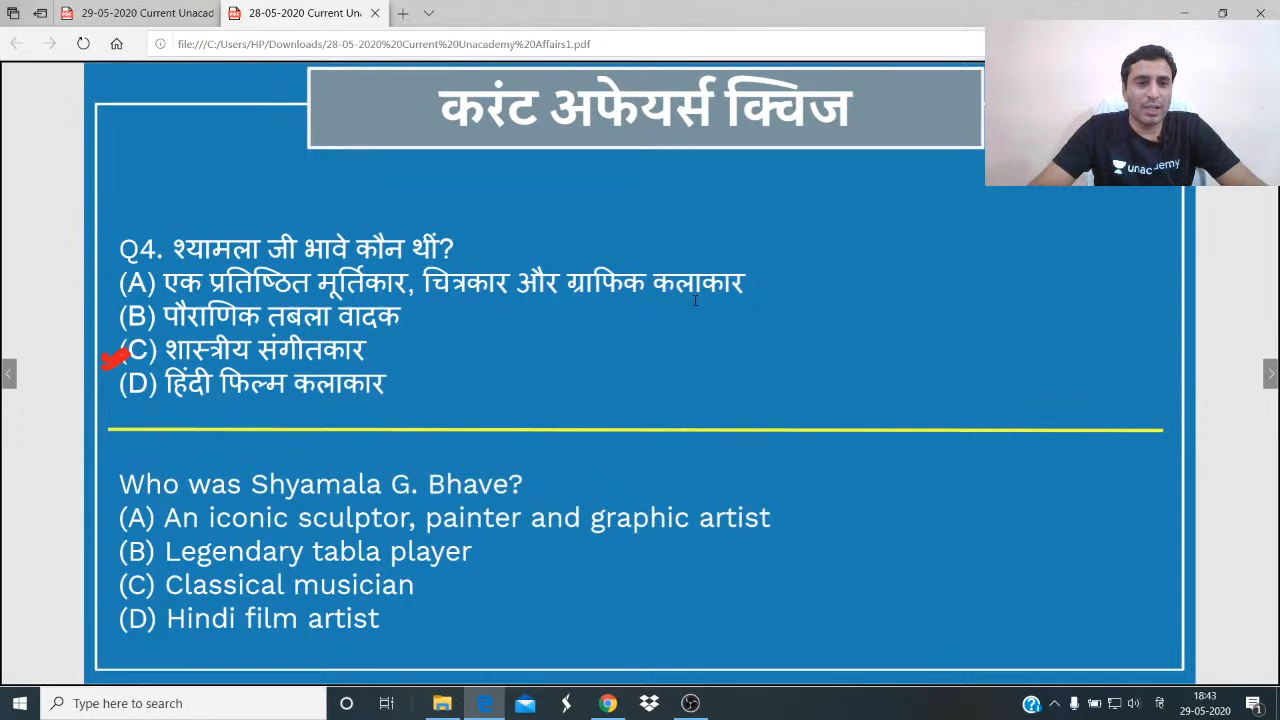 29-05-2020 Current Unacad
28-05-2020 Current Una
file:///C:/Users/HP/Downloads/28-05-2020%20Current%20Unacademy%20Affairs1.pdf
unacademy
करंट अफेयर्स क्विज
Q4. श्यामला जी भावे कौन थीं?
(A) एक प्रतिष्ठित मूर्तिकार, चित्रकार और ग्राफिक कलाकार
(B) पौराणिक तबला वादक
(C) शास्त्रीय संगीतकार
(D) हिंदी फिल्म कलाकार
Who was Shyamala G. Bhave?
(A) An iconic sculptor, painter and graphic artist
(B) Legendary tabla player
(C) Classical musician
(D) Hindi film artist
Type here to search
हि
18:43
29-05-2020
1